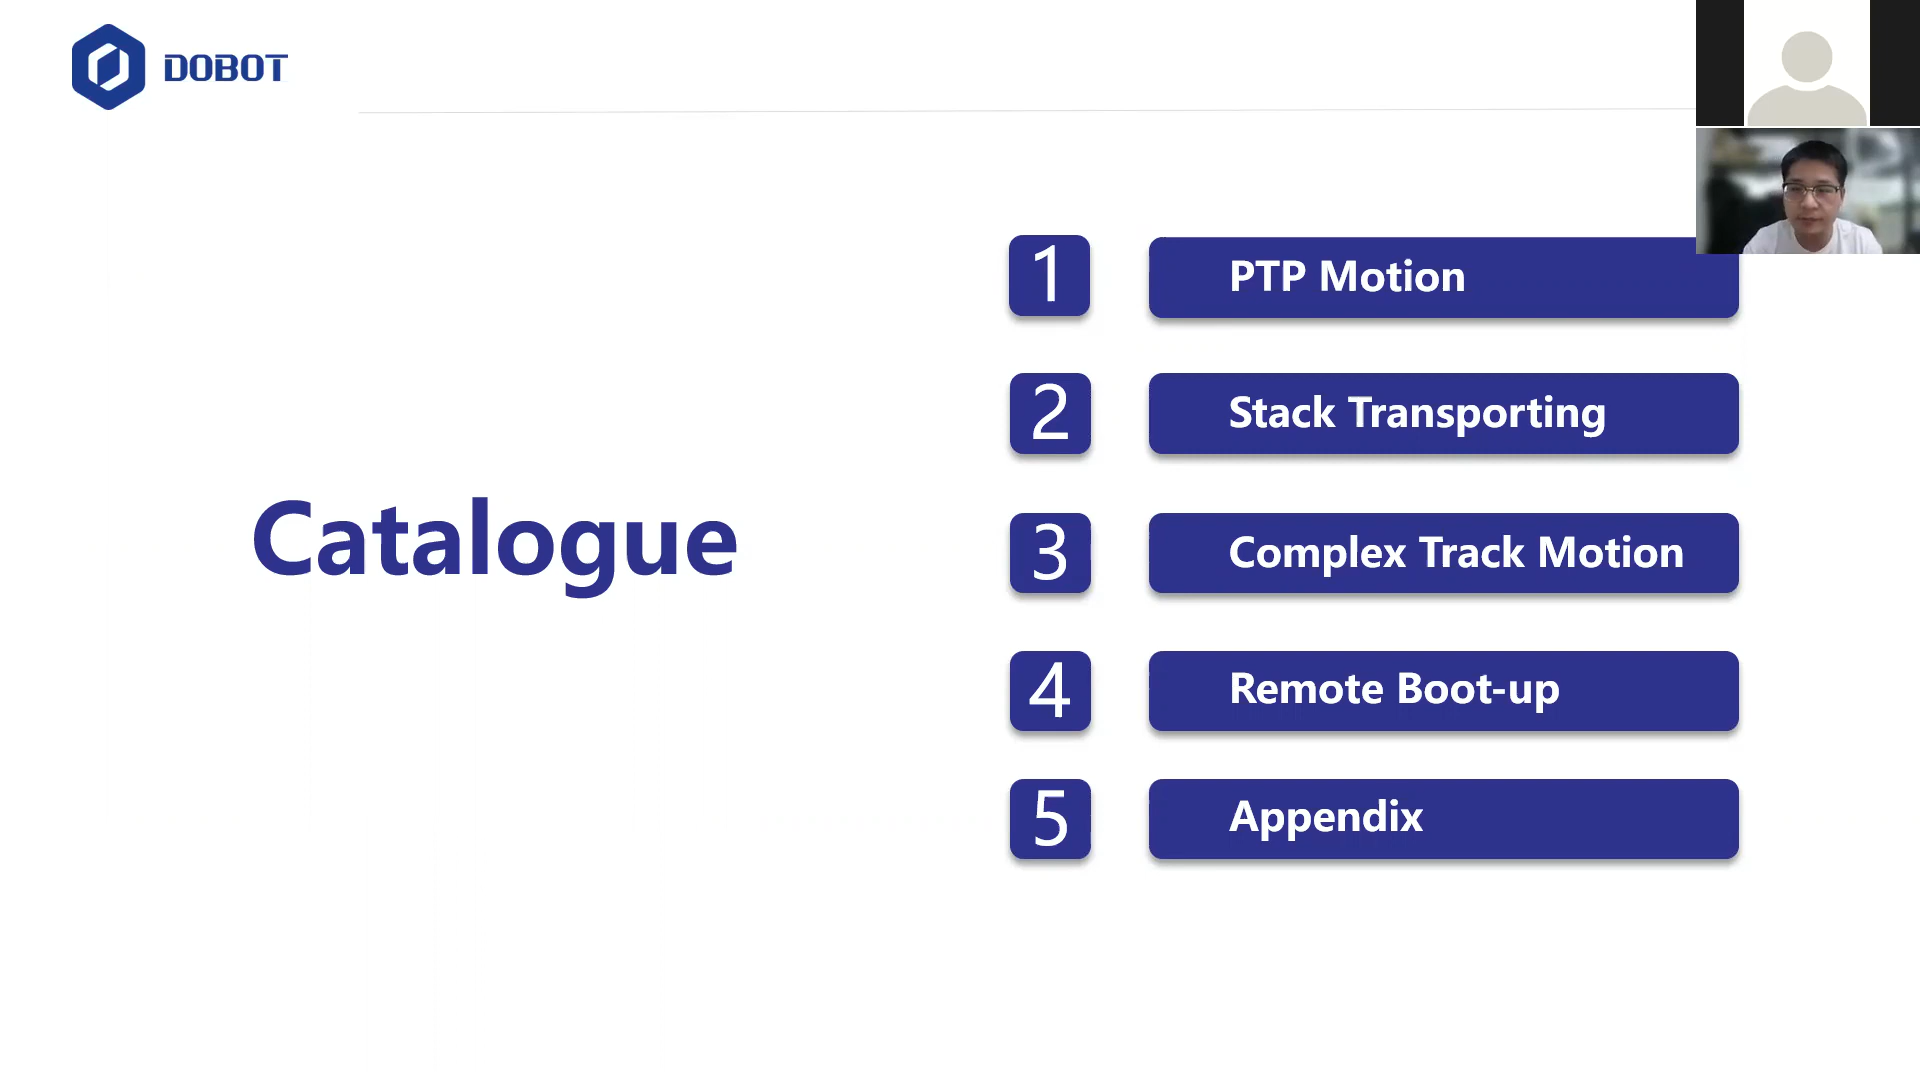 DOBOT
Catalogue
1 PTP Motion
2 Stack Transporting
3 Complex Track Motion
4 Remote Boot-up
5 Appendix